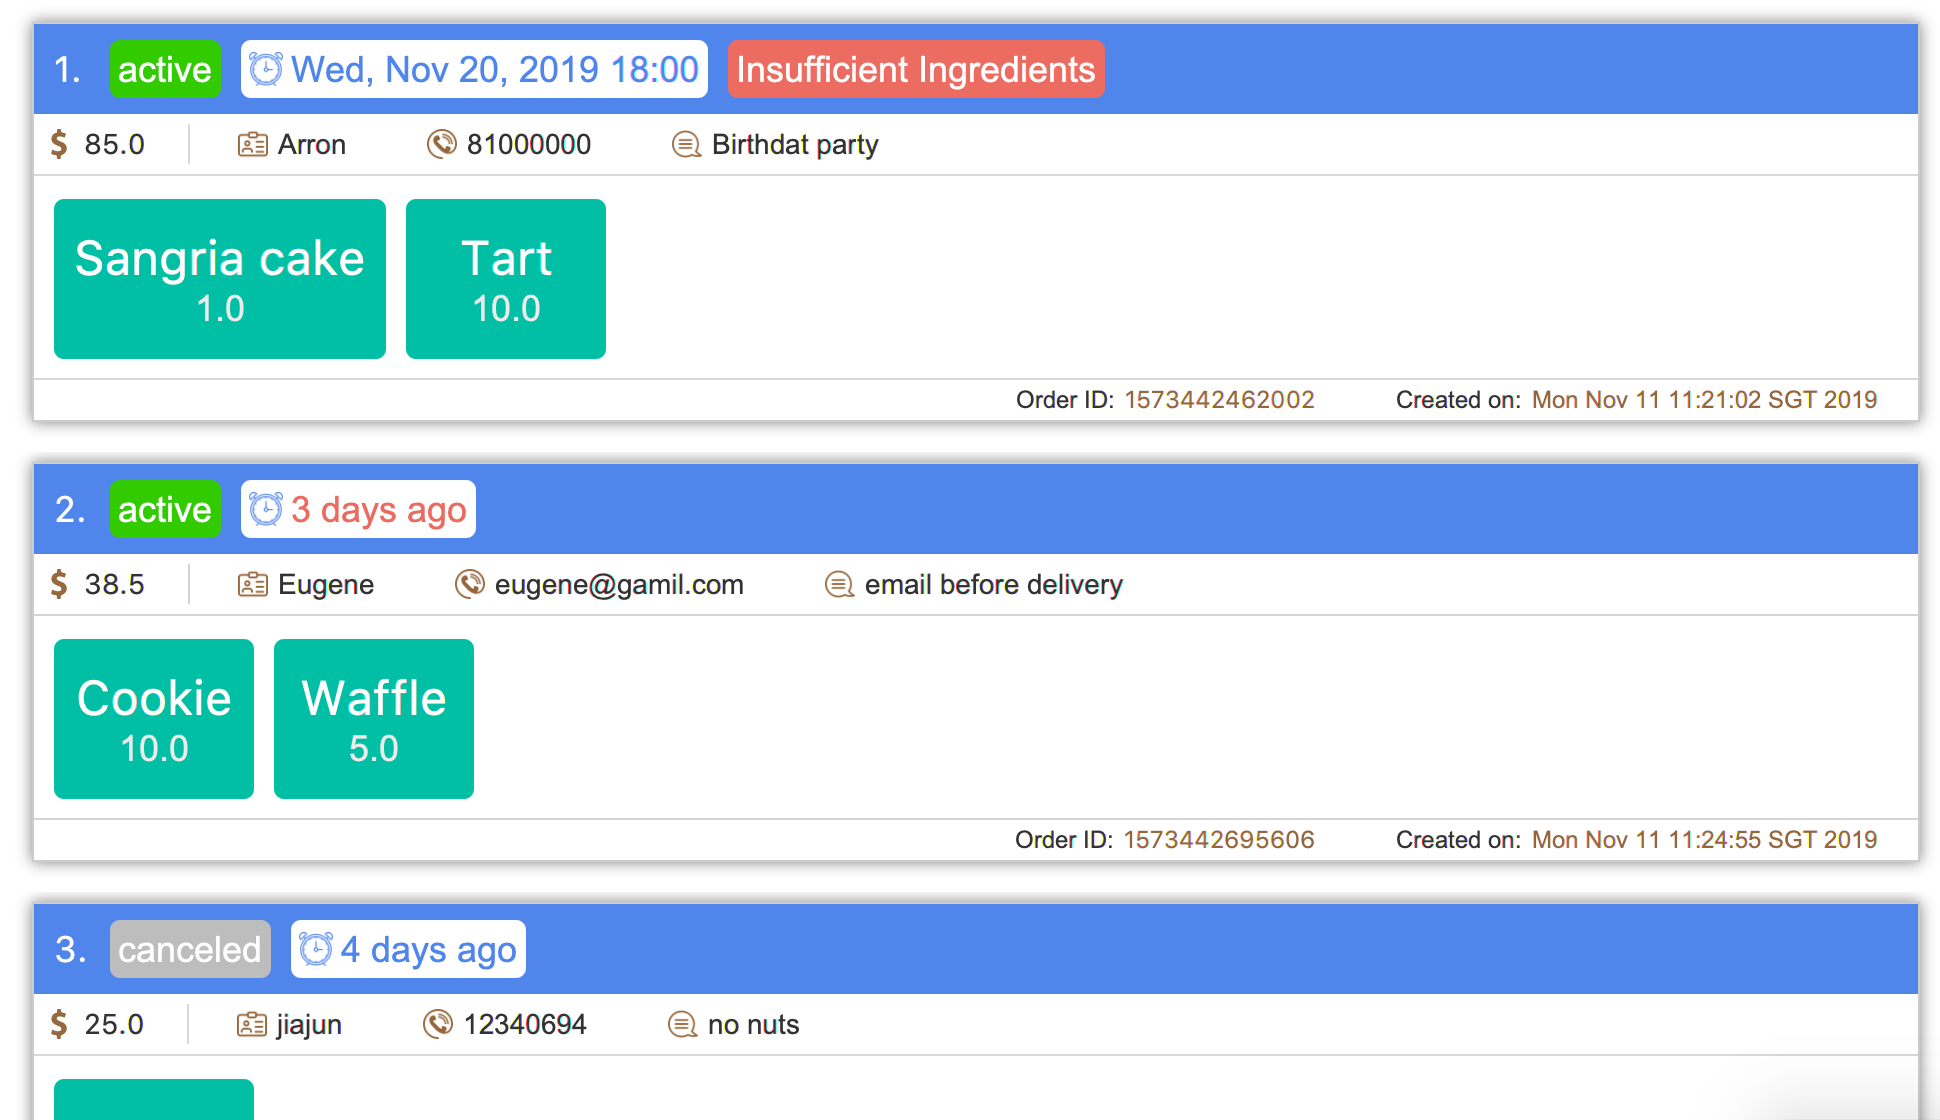 1. active Wed, Nov 20, 2019 18:00 Insufficient Ingredients
$ 85.0 Arron 81000000 Birthdat party
Sangria cake Tart
1.0 10.0
Order ID: 1573442462002 Created on: Mon Nov 11 11:21:02 SGT 2019
2. active 3 days ago
$ 38.5 Eugene eugene@gamil.com email before delivery
Cookie Waffle
10.0 5.0
Order ID: 1573442695606 Created on: Mon Nov 11 11:24:55 SGT 2019
3. canceled 4 days ago
$ 25.0 jiajun 12340694 no nuts